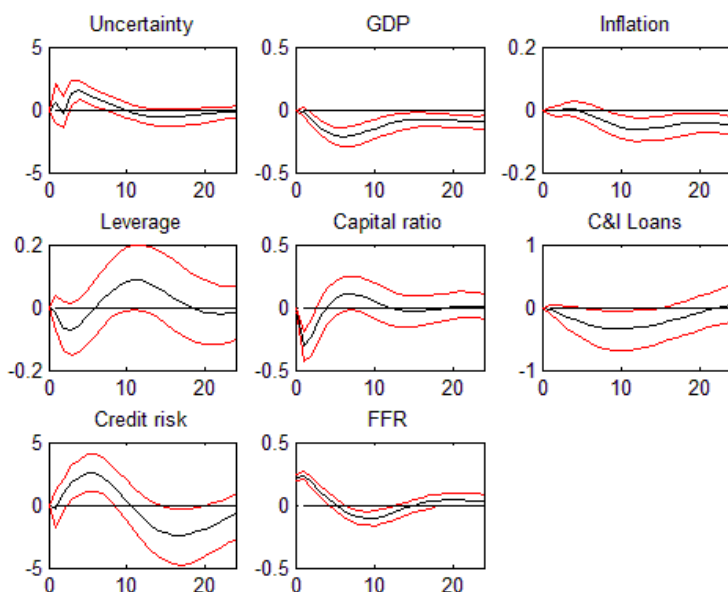 Uncertainty GDP Inflation
5 0.5 0.2
0 0 0
-5 -0.5 -0.2
0 10 20 0 10 20 0 10 20
Leverage Capital ratio C&I Loans
0.2 0.5 1
0 0 0
-0.2 -0.5 -1
0 10 20 0 10 20 0 10 20
Credit risk FFR
5 0.5
0 0
-5 -0.5
0 10 20 0 10 20